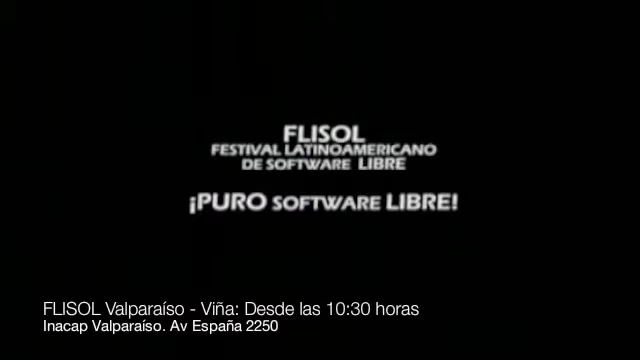 FLISOL
FESTIVAL LATINOAMERICANO
DE SOFTWARE LIBRE
¡PURO SOFTWARE LIBRE!
FLISOL Valparaíso - Viña: Desde las 10:30 horas
Inacap Valparaíso. Av España 2250